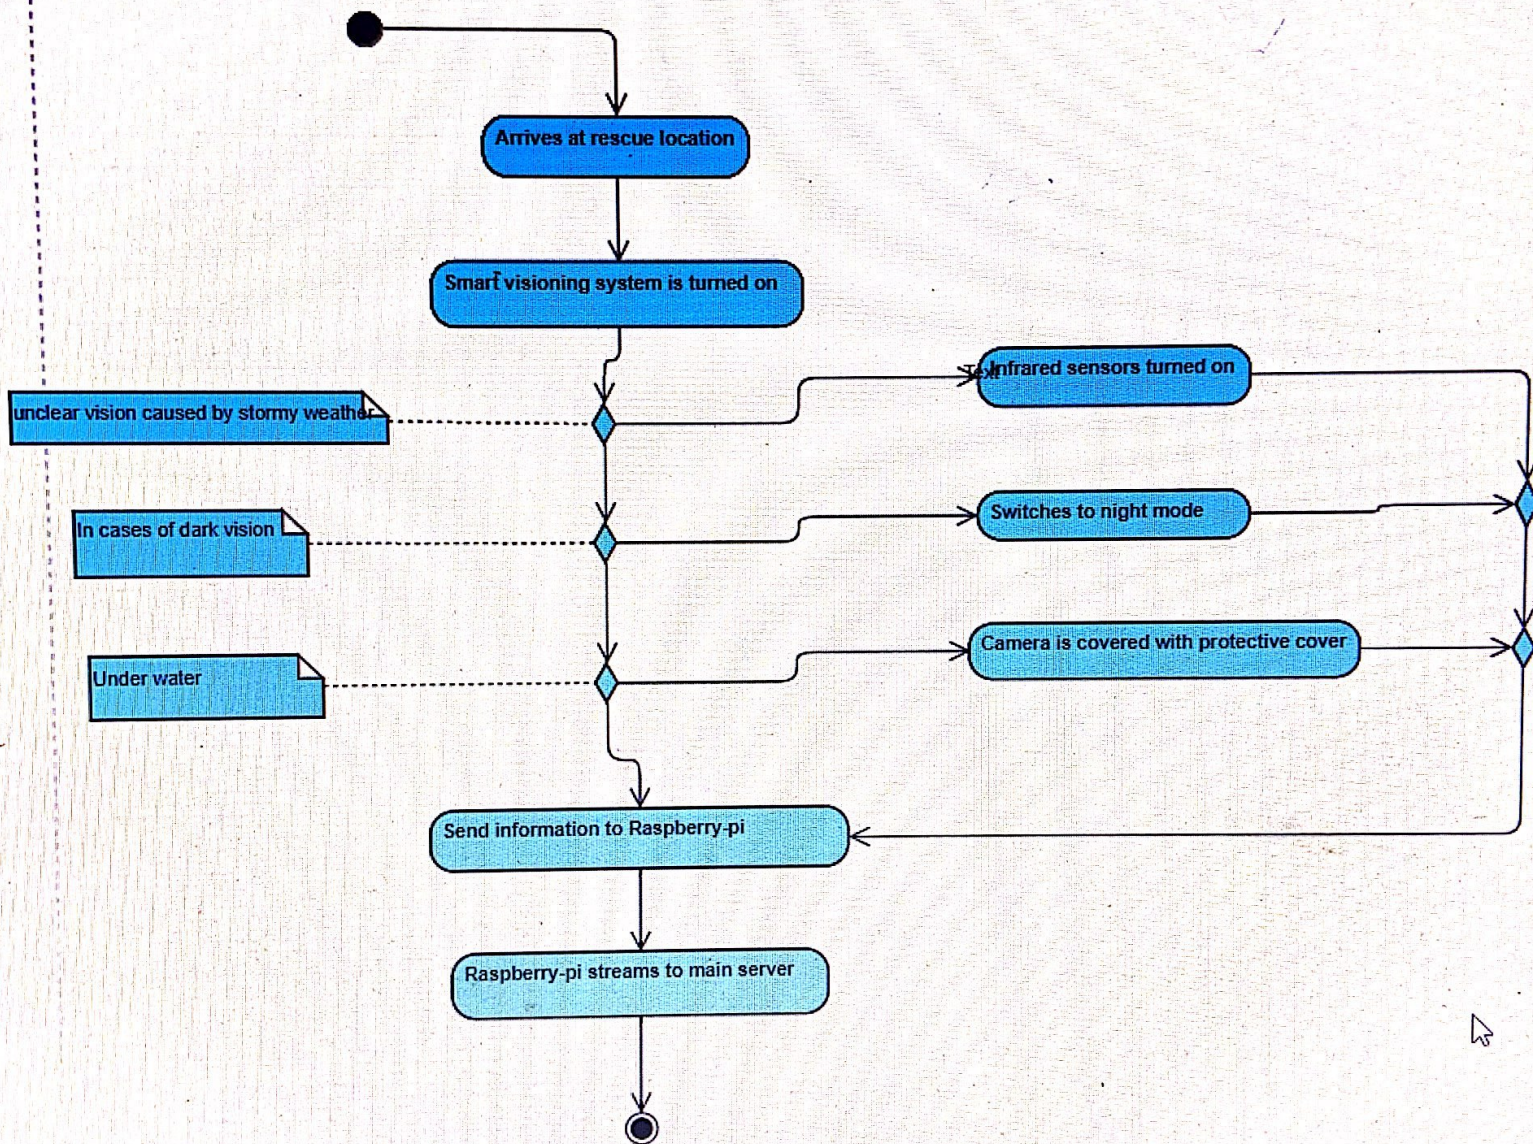 Arrives at rescue location
Smart visioning system is turned on
Text
Infrared sensors turned on
unclear vision caused by stormy weather
Switches to night mode
In cases of dark vision
Camera is covered with protective cover
Under water
Send information to Raspberry-pi
Raspberry-pi streams to main server